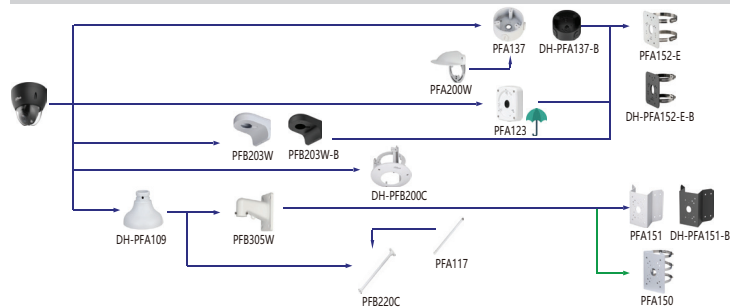 PFA137
DH-PFA137-B
PFA152-E
PFA200W
DH-PFA152-E-B
PFA123
PFB203W
PFB203W-B
DH-PFB200C
DH-PFA109
PFB305W
PFA151
DH-PFA151-B
PFA117
PFB220C
PFA150